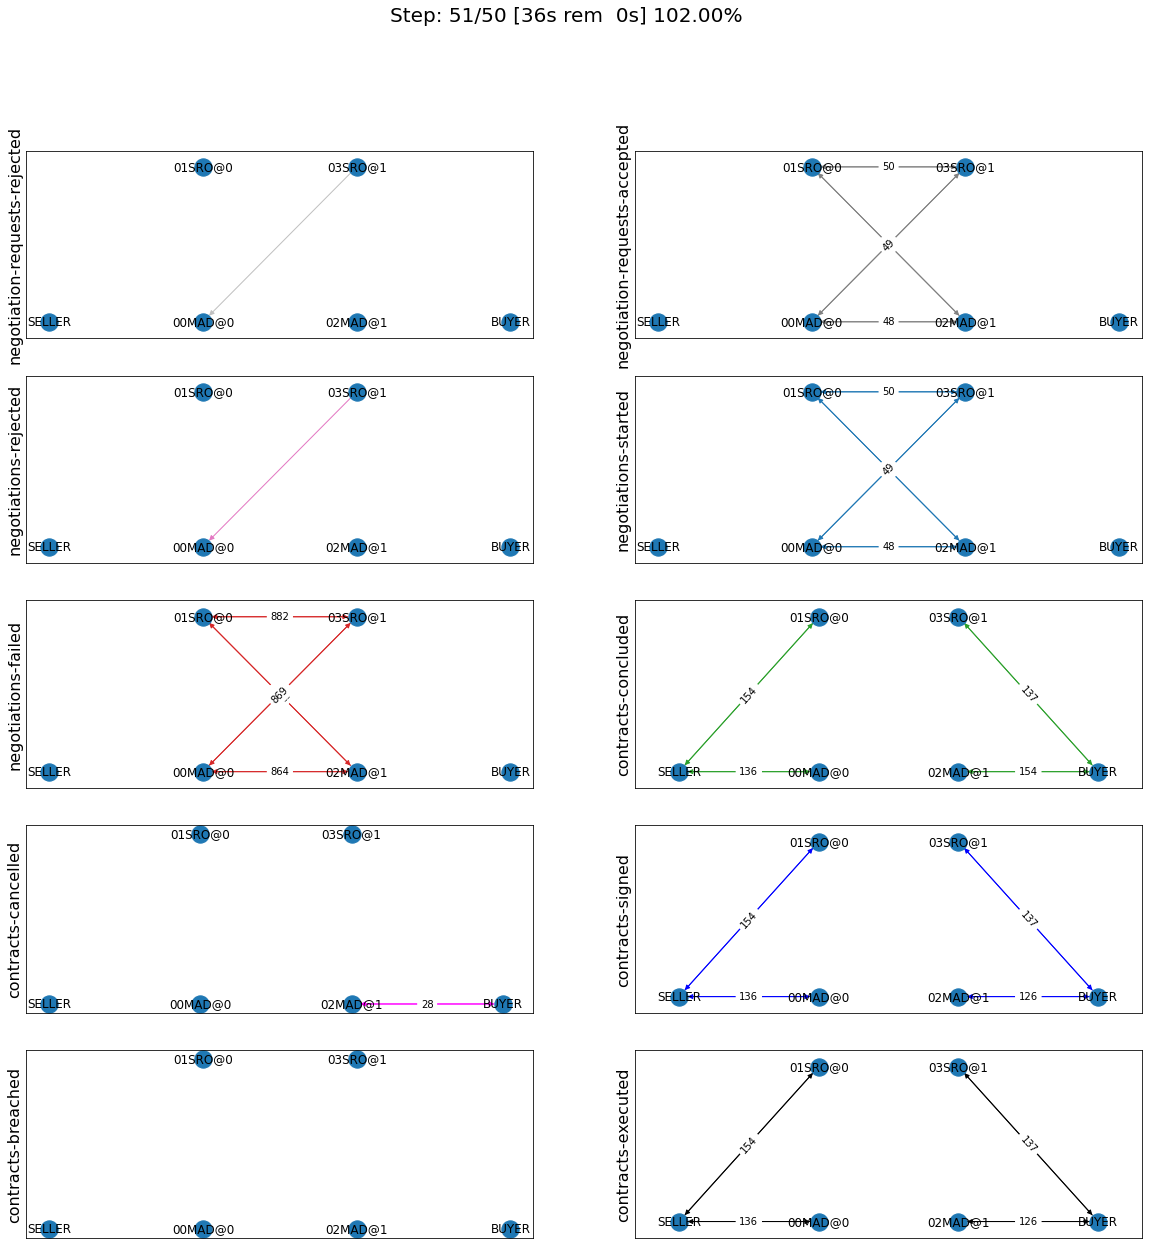 Step: 51/50 [36s rem  0s] 102.00%
negotiation-requests-rejected
01SRO@0 03SRO@1
SELLER 00MAD@0 02MAD@1 BUYER
negotiation-requests-accepted
01SRO@0 50 03SRO@1
49
SELLER 00MAD@0 48 02MAD@1 BUYER
negotiations-rejected
01SRO@0 03SRO@1
SELLER 00MAD@0 02MAD@1 BUYER
negotiations-started
01SRO@0 50 03SRO@1
49
SELLER 00MAD@0 48 02MAD@1 BUYER
negotiations-failed
01SRO@0 882 03SRO@1
869
SELLER 00MAD@0 864 02MAD@1 BUYER
contracts-concluded
01SRO@0 03SRO@1
154 137
SELLER 136 00MAD@0 02MAD@1 154 BUYER
contracts-cancelled
01SRO@0 03SRO@1
SELLER 00MAD@0 02MAD@1 28 BUYER
contracts-signed
01SRO@0 03SRO@1
154 137
SELLER 136 00MAD@0 02MAD@1 126 BUYER
contracts-breached
01SRO@0 03SRO@1
SELLER 00MAD@0 02MAD@1 BUYER
contracts-executed
01SRO@0 03SRO@1
154 137
SELLER 136 00MAD@0 02MAD@1 126 BUYER